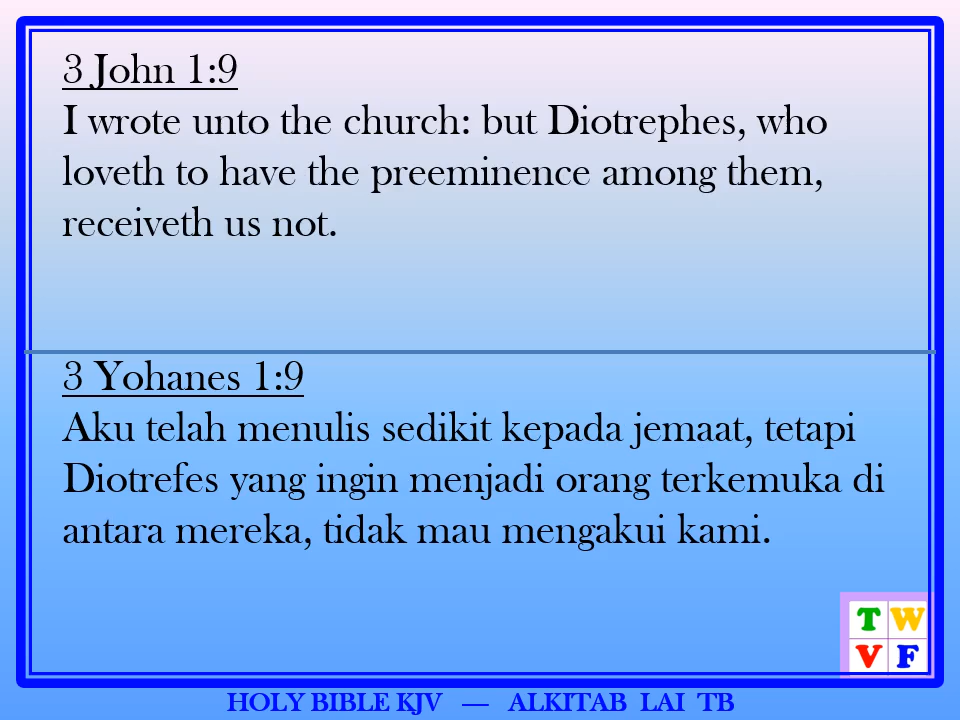 3 John 1:9
I wrote unto the church: but Diotrephes, who
loveth to have the preeminence among them,
receiveth us not.
3 Yohanes 1:9
Aku telah menulis sedikit kepada jemaat, tetapi
Diotrefes yang ingin menjadi orang terkemuka di
antara mereka, tidak mau mengakui kami.
T W
V F
HOLY BIBLE KJV — ALKITAB LAI TB